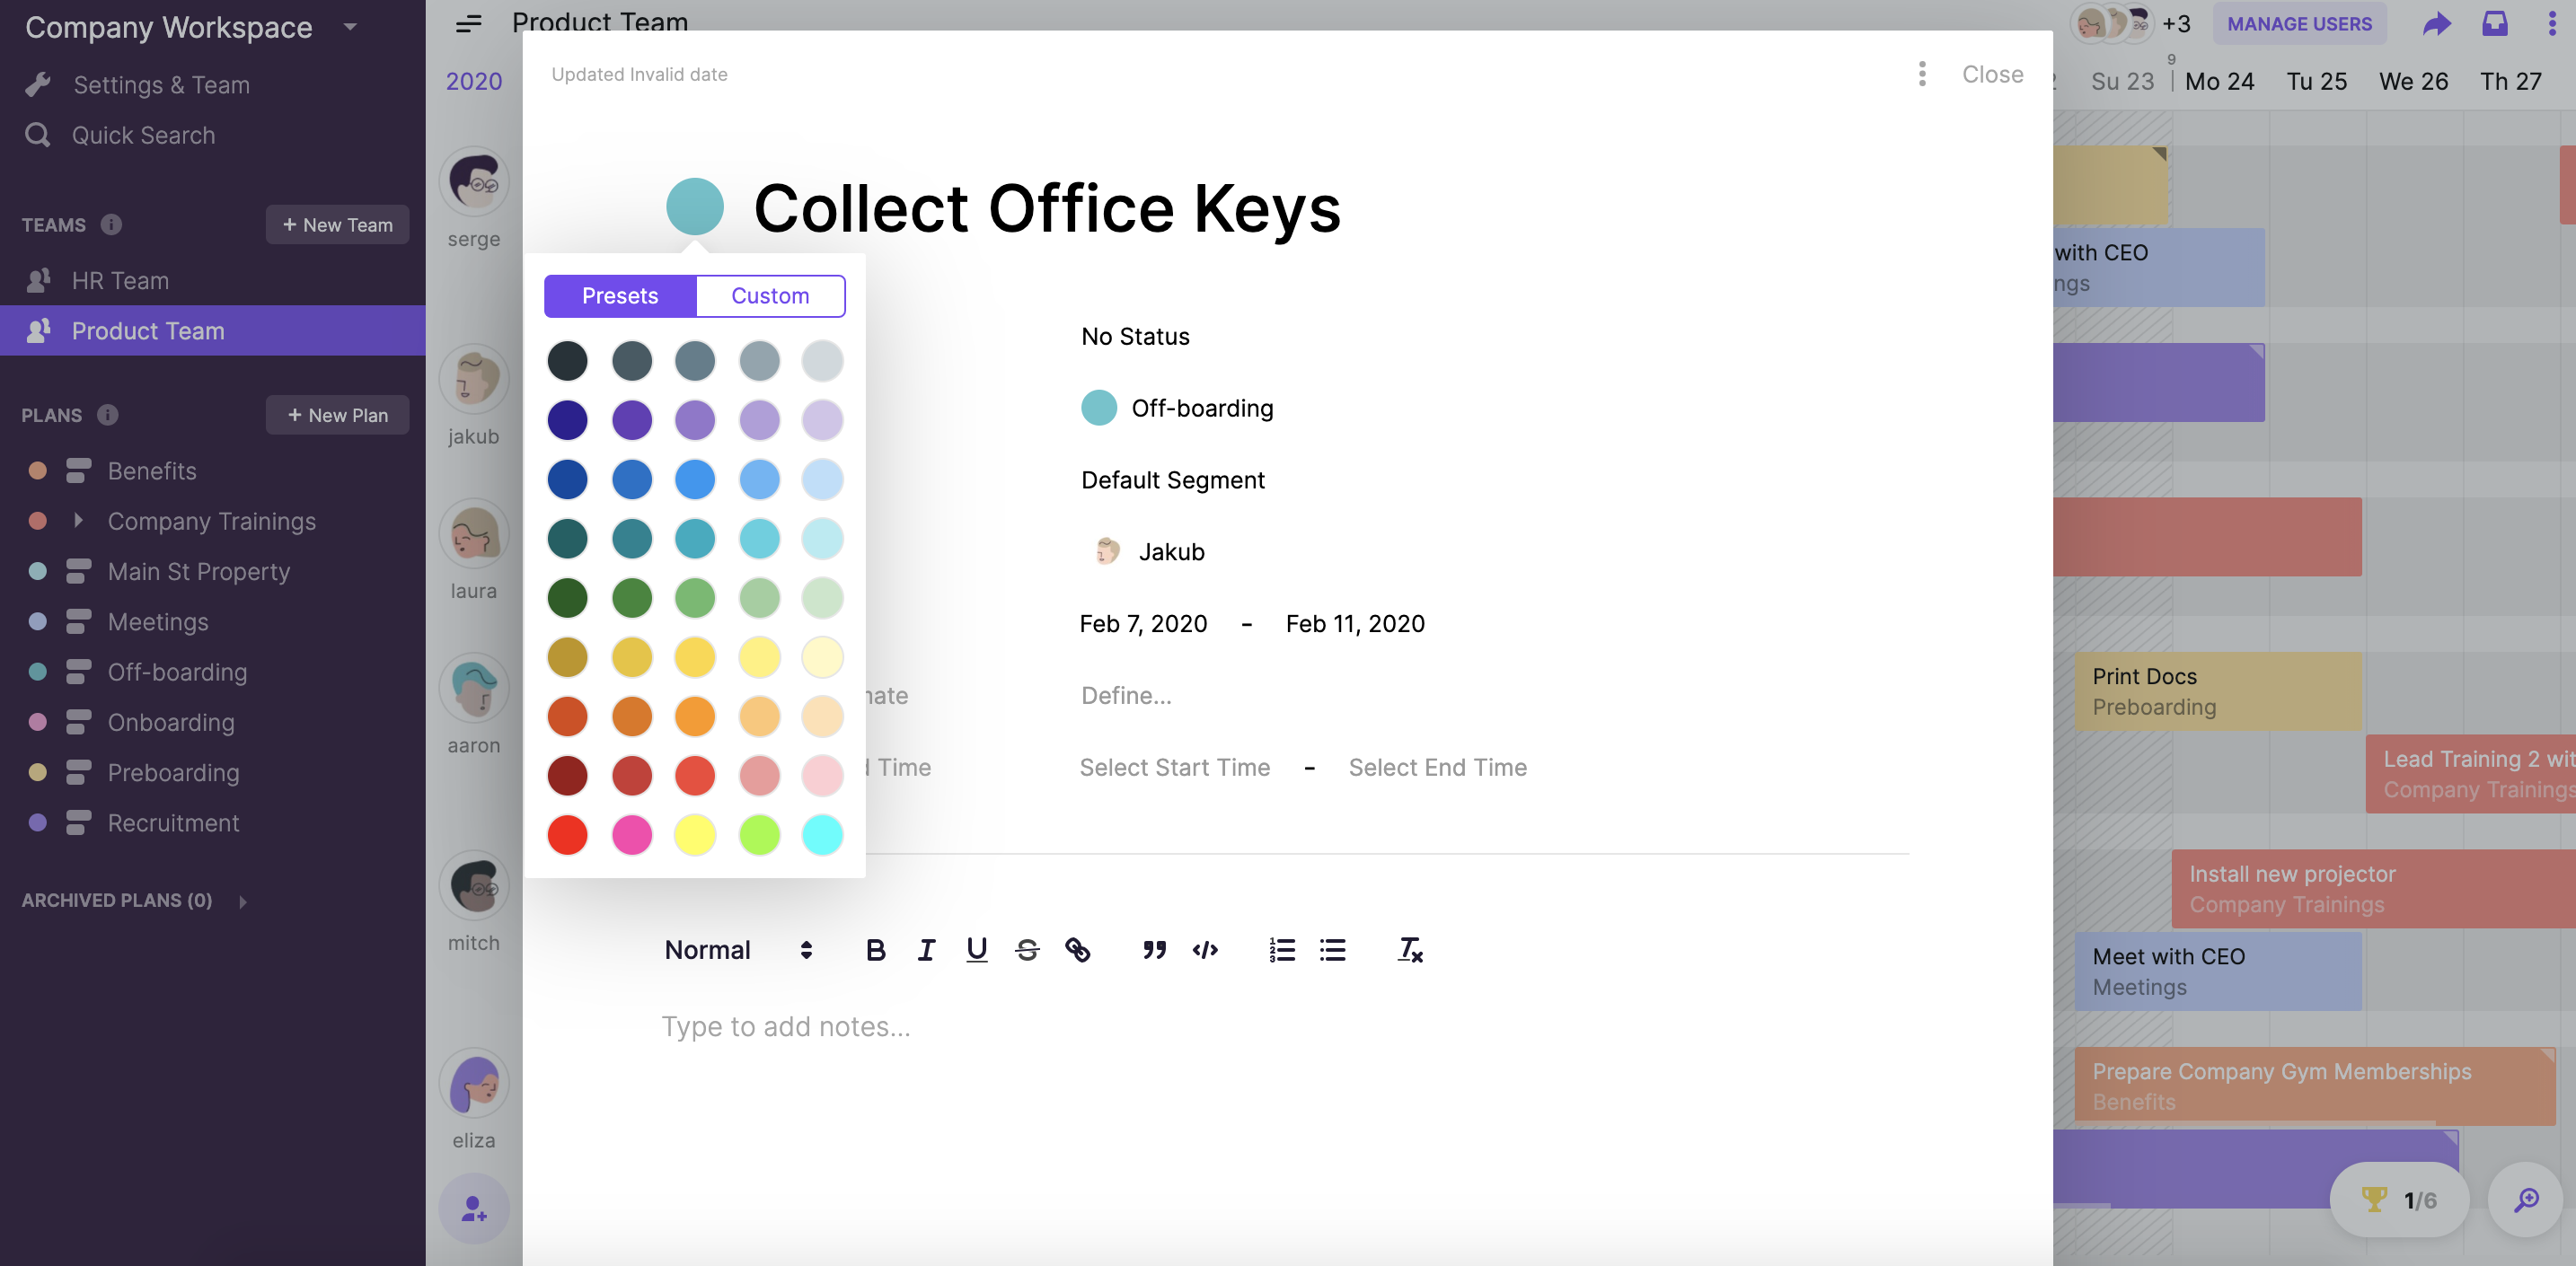 Company Workspace
Settings & Team
Quick Search
TEAMS
+ New Team
HR Team
Product Team
PLANS
+ New Plan
Benefits
Company Trainings
Main St Property
Meetings
Off-boarding
Onboarding
Preboarding
Recruitment
ARCHIVED PLANS (0)
Product Team
2020
serge
jakub
laura
aaron
mitch
eliza
Updated Invalid date
Close
Collect Office Keys
Presets
Custom
No Status
Off-boarding
Default Segment
Jakub
Feb 7, 2020 - Feb 11, 2020
Define...
Time
Select Start Time - Select End Time
Normal
Type to add notes...
+3
MANAGE USERS
9
Su 23
Mo 24
Tu 25
We 26
Th 27
with CEO
Print Docs
Preboarding
Lead Training 2
Company Trainings
Install new projector
Company Trainings
Meet with CEO
Meetings
Prepare Company Gym Memberships
Benefits
1/6